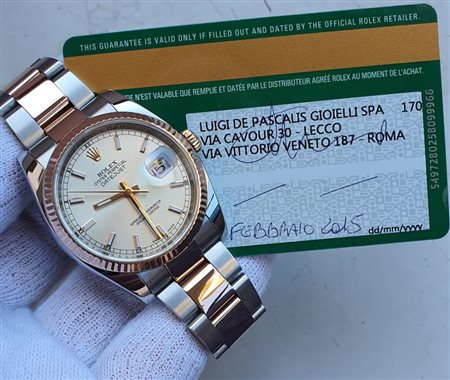 THIS GUARANTEE IS VALID ONLY IF FILLED OUT AND DATED BY THE OFFICIAL ROLEX RETAILER.
N'EST VALABLE QUE REMPLIE ET DATÉE PAR LE DISTRIBUTEUR AGRÉÉ ROLEX AU MOMENT DE L'ACHAT.
LUIGI DE PASCALIS GIOIELLI SPA 170
VIA CAVOUR 30 - LECCO
VIA VITTORIO VENETO 187 - ROMA
FEBBRAIO 2015
dd/mm/yyyy
5497280258099966
ROLEX
OYSTER PERPETUAL
DATEJUST